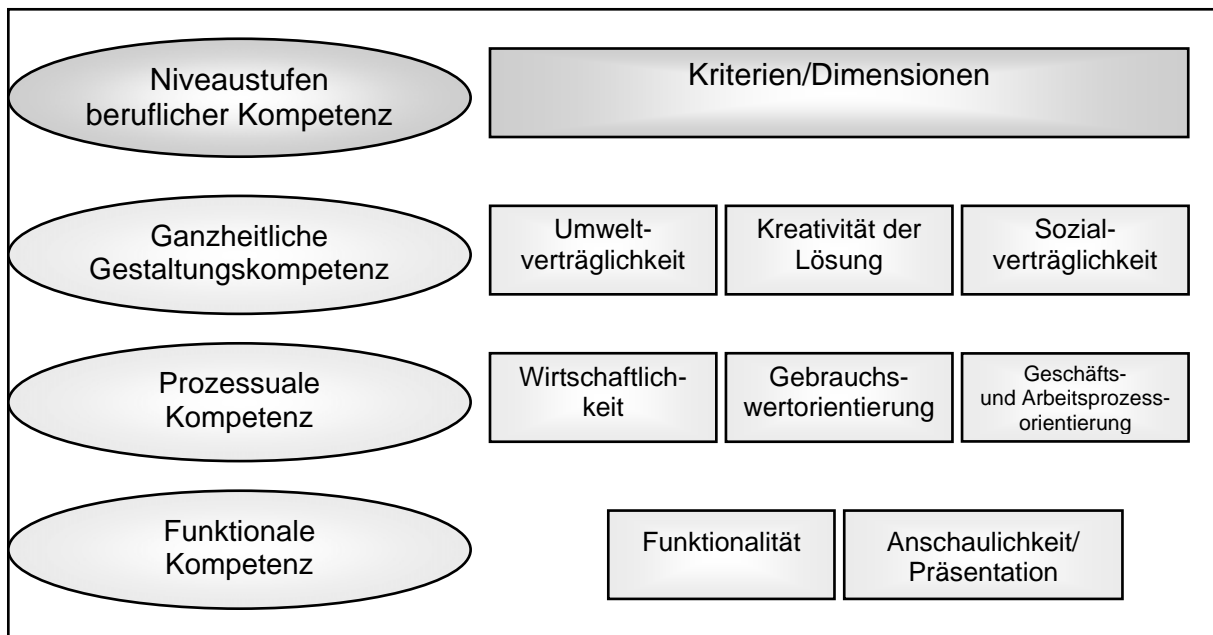 Niveaustufen
beruflicher Kompetenz
Kriterien/Dimensionen
Ganzheitliche
Gestaltungskompetenz
Umwelt-
verträglichkeit
Kreativität der
Lösung
Sozial-
verträglichkeit
Prozessuale
Kompetenz
Wirtschaftlich-
keit
Gebrauchs-
wertorientierung
Geschäfts-
und Arbeitsprozess-
orientierung
Funktionale
Kompetenz
Funktionalität
Anschaulichkeit/
Präsentation